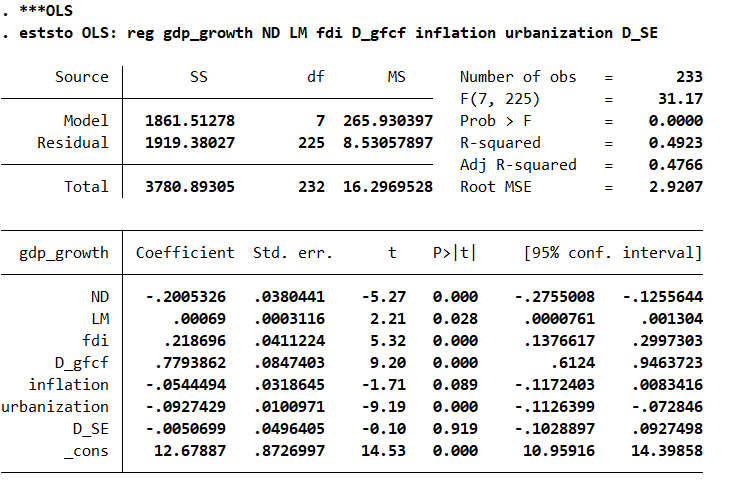 . ***OLS
. eststo OLS: reg gdp_growth ND LM fdi D_gfcf inflation urbanization D_SE
Source | SS df MS Number of obs = 233
F(7, 225) = 31.17
Model | 1861.51278 7 265.930397 Prob > F = 0.0000
Residual | 1919.38027 225 8.53057897 R-squared = 0.4923
Adj R-squared = 0.4766
Total | 3780.89305 232 16.2969528 Root MSE = 2.9207
gdp_growth | Coefficient Std. err. t P>|t| [95% conf. interval]
ND | -.2005326 .0380441 -5.27 0.000 -.2755008 -.1255644
LM | .00069 .0003116 2.21 0.028 .0000761 .001304
fdi | .218696 .0411224 5.32 0.000 .1376617 .2997303
D_gfcf | .7793862 .0847403 9.20 0.000 .6124 .9463723
inflation | -.0544494 .0318645 -1.71 0.089 -.1172403 .0083416
urbanization | -.0927429 .0100971 -9.19 0.000 -.1126399 -.072846
D_SE | -.0050699 .0496405 -0.10 0.919 -.1028897 .0927498
_cons | 12.67887 .8726997 14.53 0.000 10.95916 14.39858